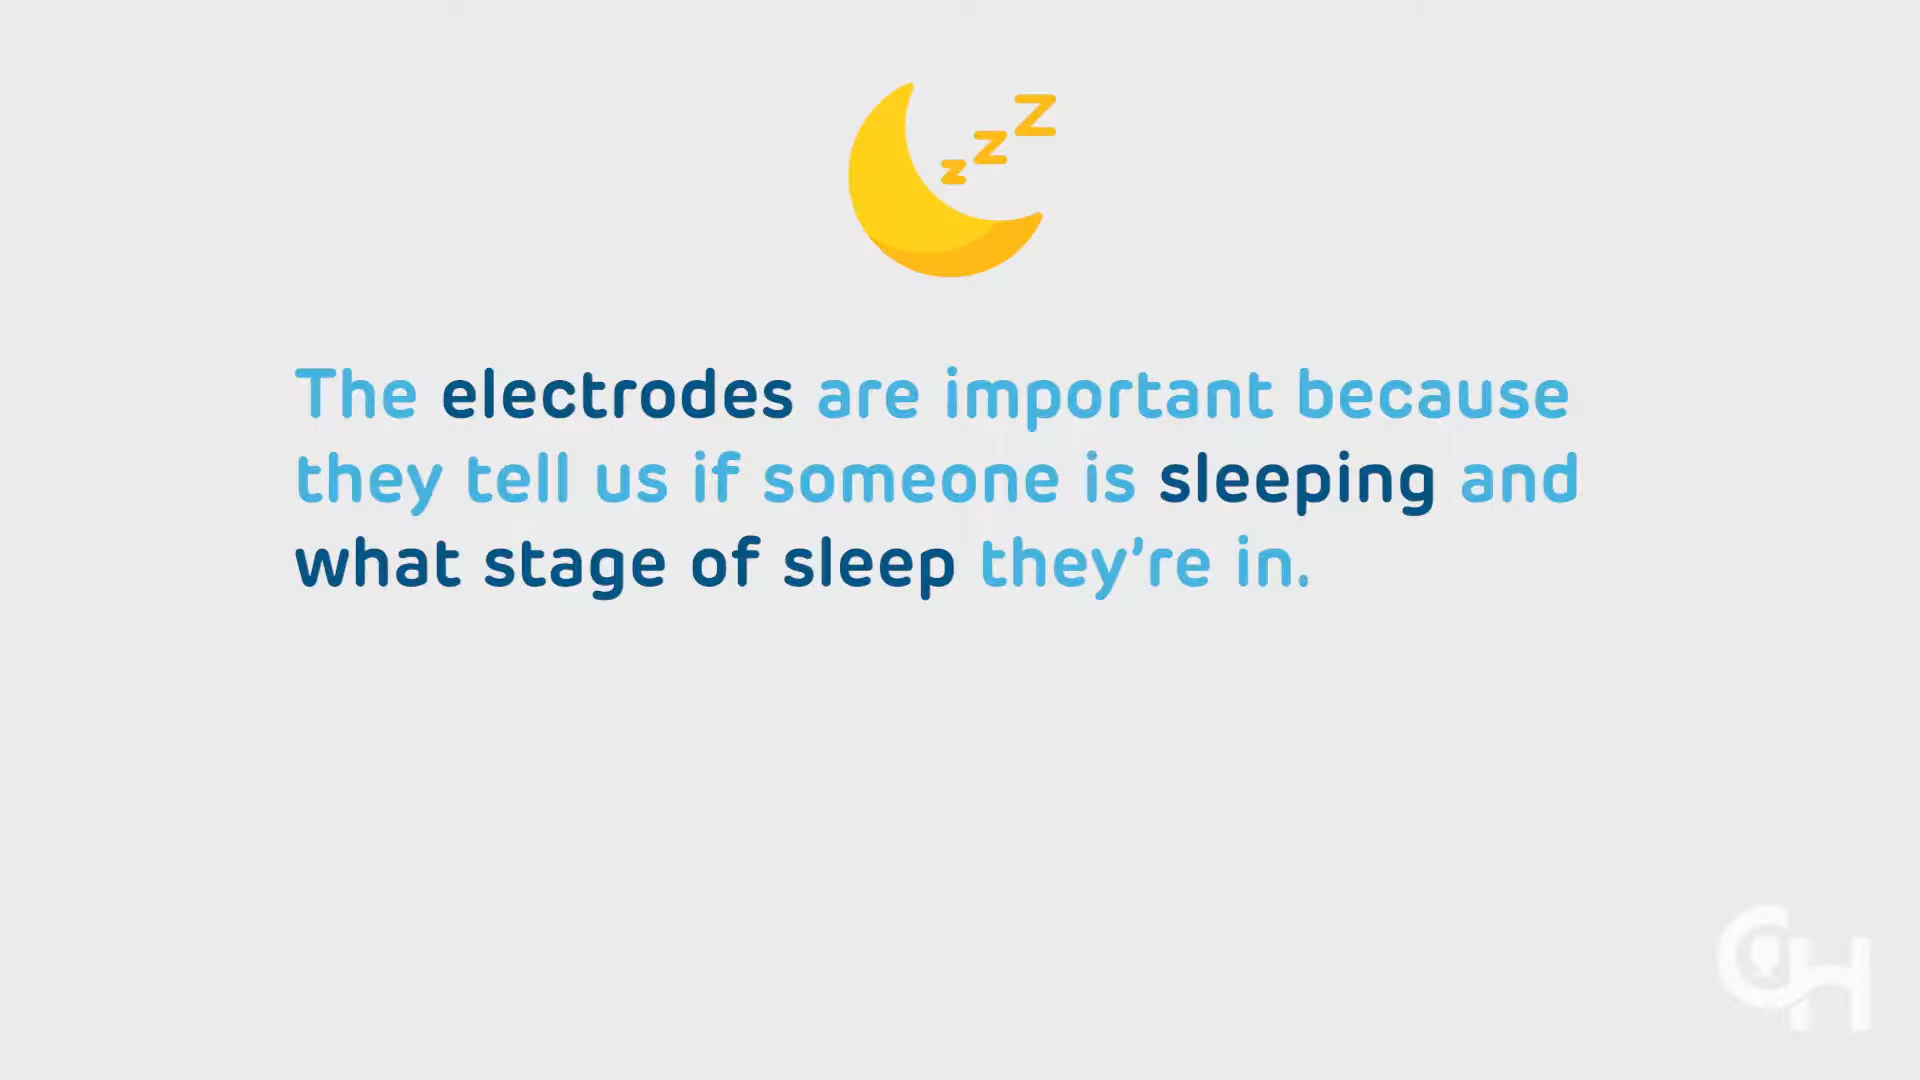 z z Z
The electrodes are important because
they tell us if someone is sleeping and
what stage of sleep they’re in.
CH